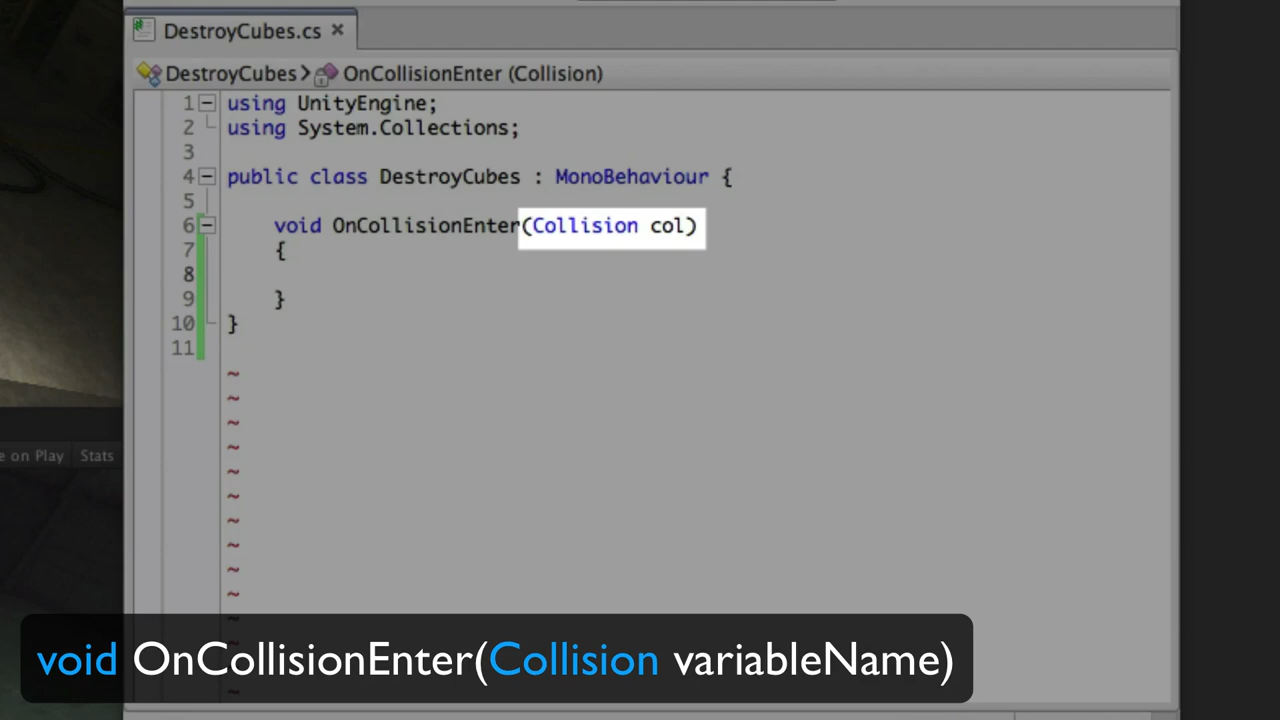 DestroyCubes.cs ×
DestroyCubes > OnCollisionEnter (Collision)
1 using UnityEngine;
2 using System.Collections;
3
4 public class DestroyCubes : MonoBehaviour {
5
6 void OnCollisionEnter(Collision col)
7 {
8
9 }
10 }
11
~
~
~
~
e on Play Stats
~
~
~
~
~
~
~
~
~
~
void OnCollisionEnter(Collision variableName)